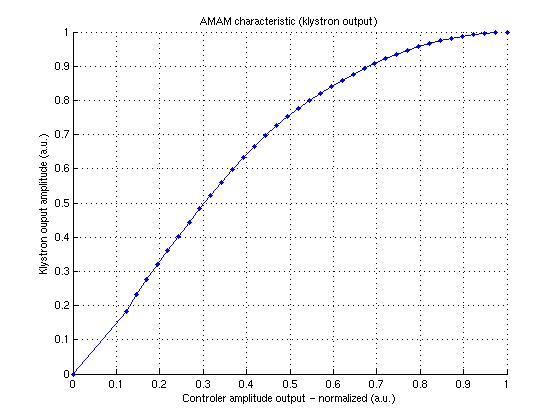 AMAM characteristic (klystron output)
1
0.9
0.8
0.7
0.6
0.5
0.4
0.3
0.2
0.1
0
Klystron ouput amplitude (a.u.)
0 0.1 0.2 0.3 0.4 0.5 0.6 0.7 0.8 0.9 1
Controler amplitude output - normalized (a.u.)